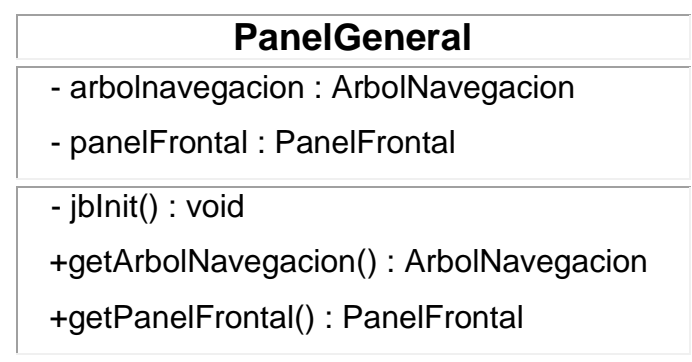 PanelGeneral
- arbolnavegacion : ArbolNavegacion
- panelFrontal : PanelFrontal
- jbInit() : void
+getArbolNavegacion() : ArbolNavegacion
+getPanelFrontal() : PanelFrontal